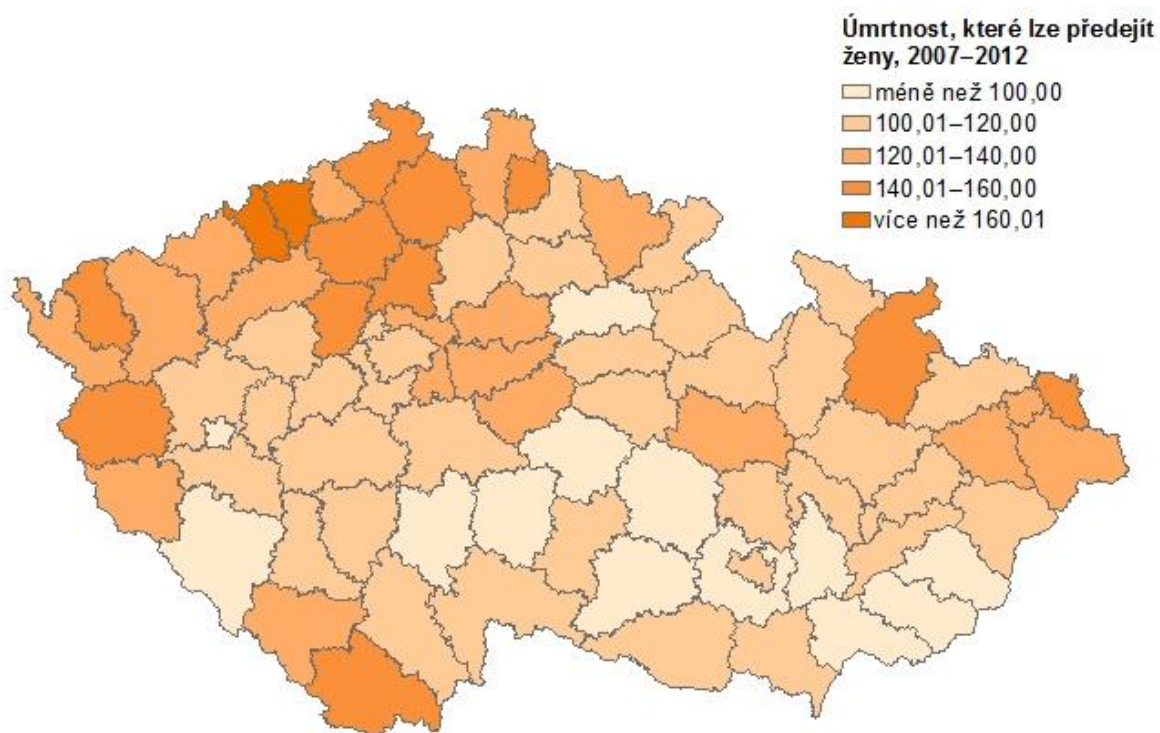 Úmrtnost, které lze předejít
ženy, 2007–2012
méně než 100,00
100,01–120,00
120,01–140,00
140,01–160,00
více než 160,01